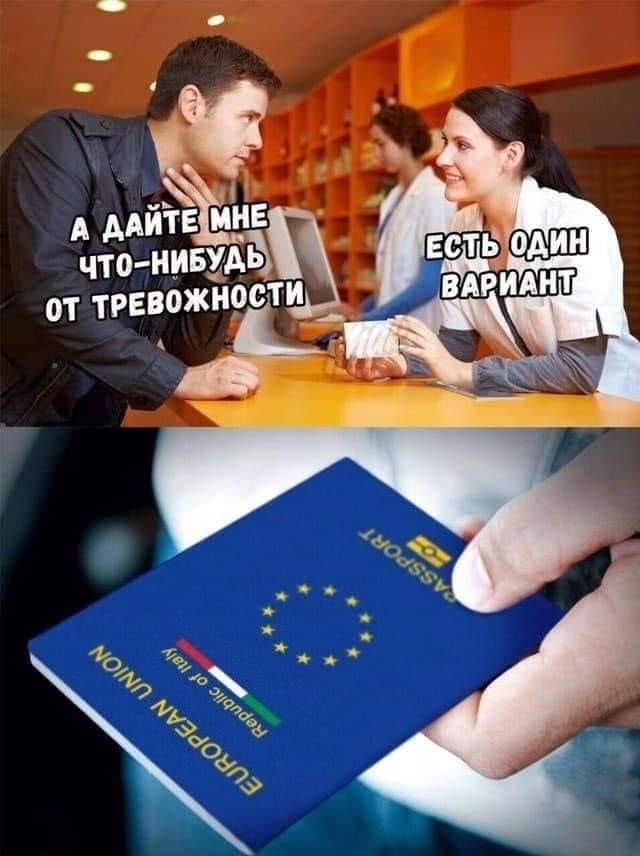 А ДАЙТЕ МНЕ
ЧТО-НИБУДЬ
ОТ ТРЕВОЖНОСТИ
ЕСТЬ ОДИН
ВАРИАНТ
PASSPORT
Republic of Italy
EUROPEAN UNION